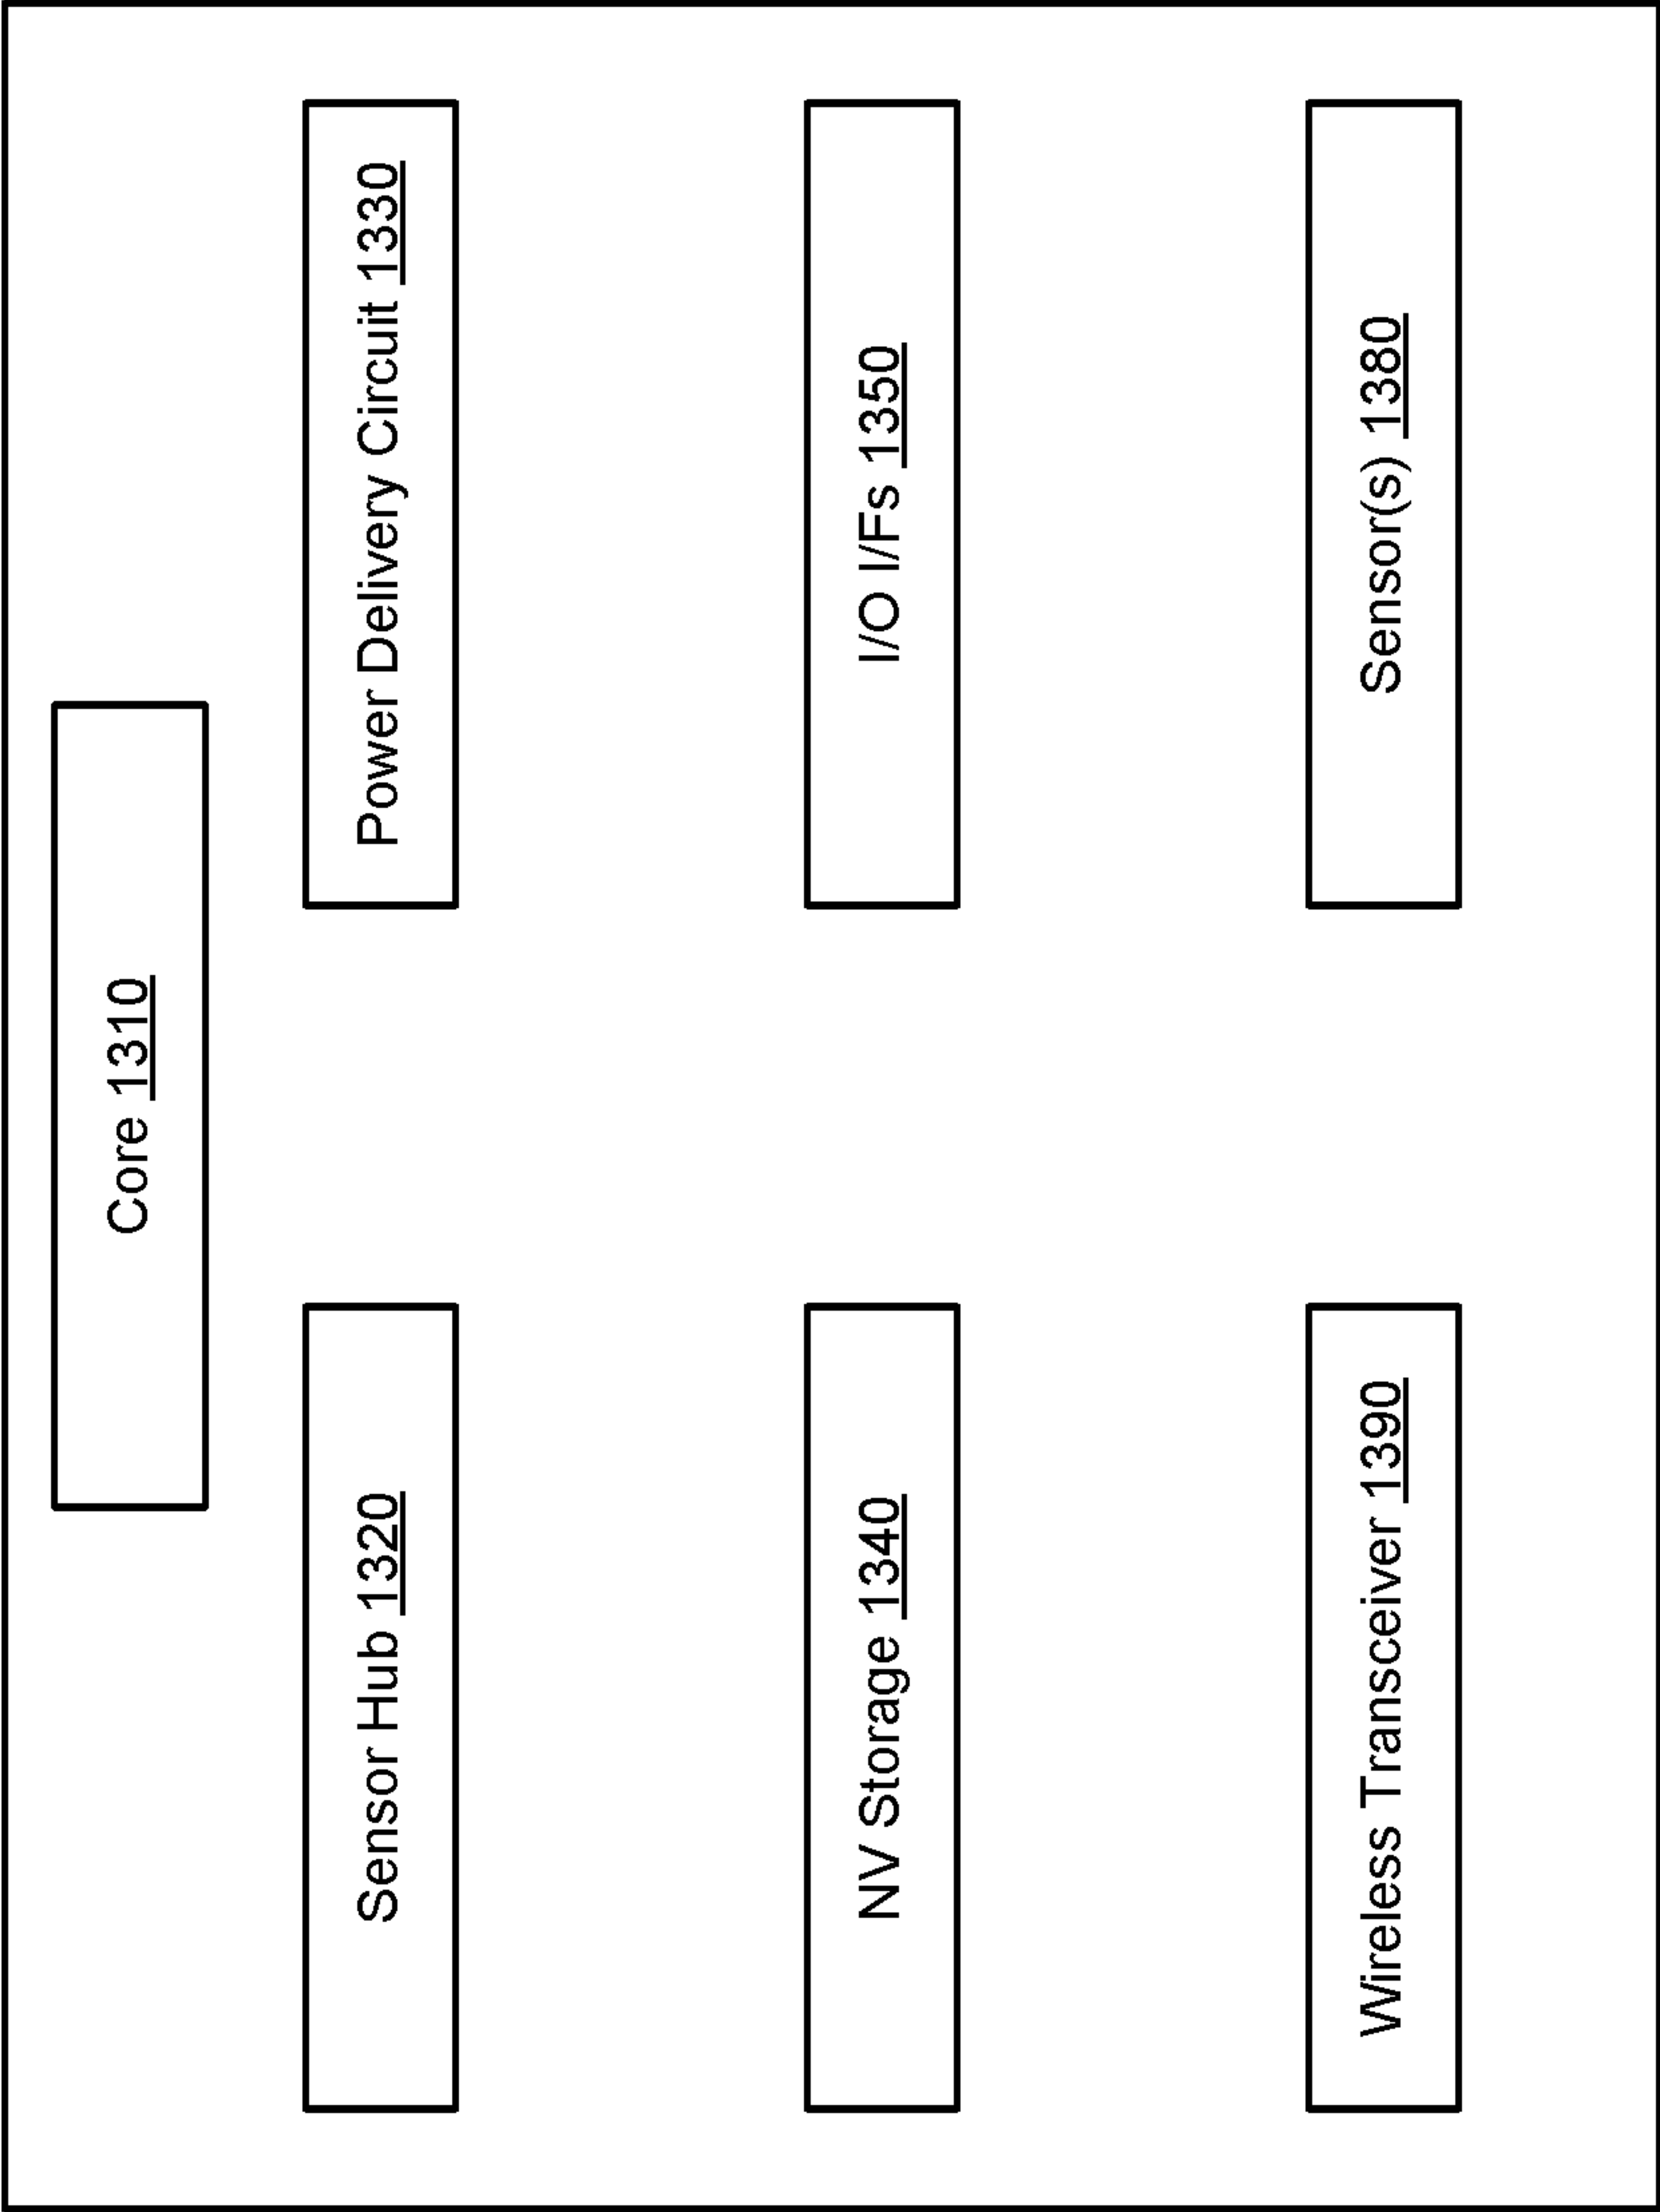 Core 1310
Sensor Hub 1320
Power Delivery Circuit 1330
NV Storage 1340
I/O I/Fs 1350
Wireless Transceiver 1390
Sensor(s) 1380